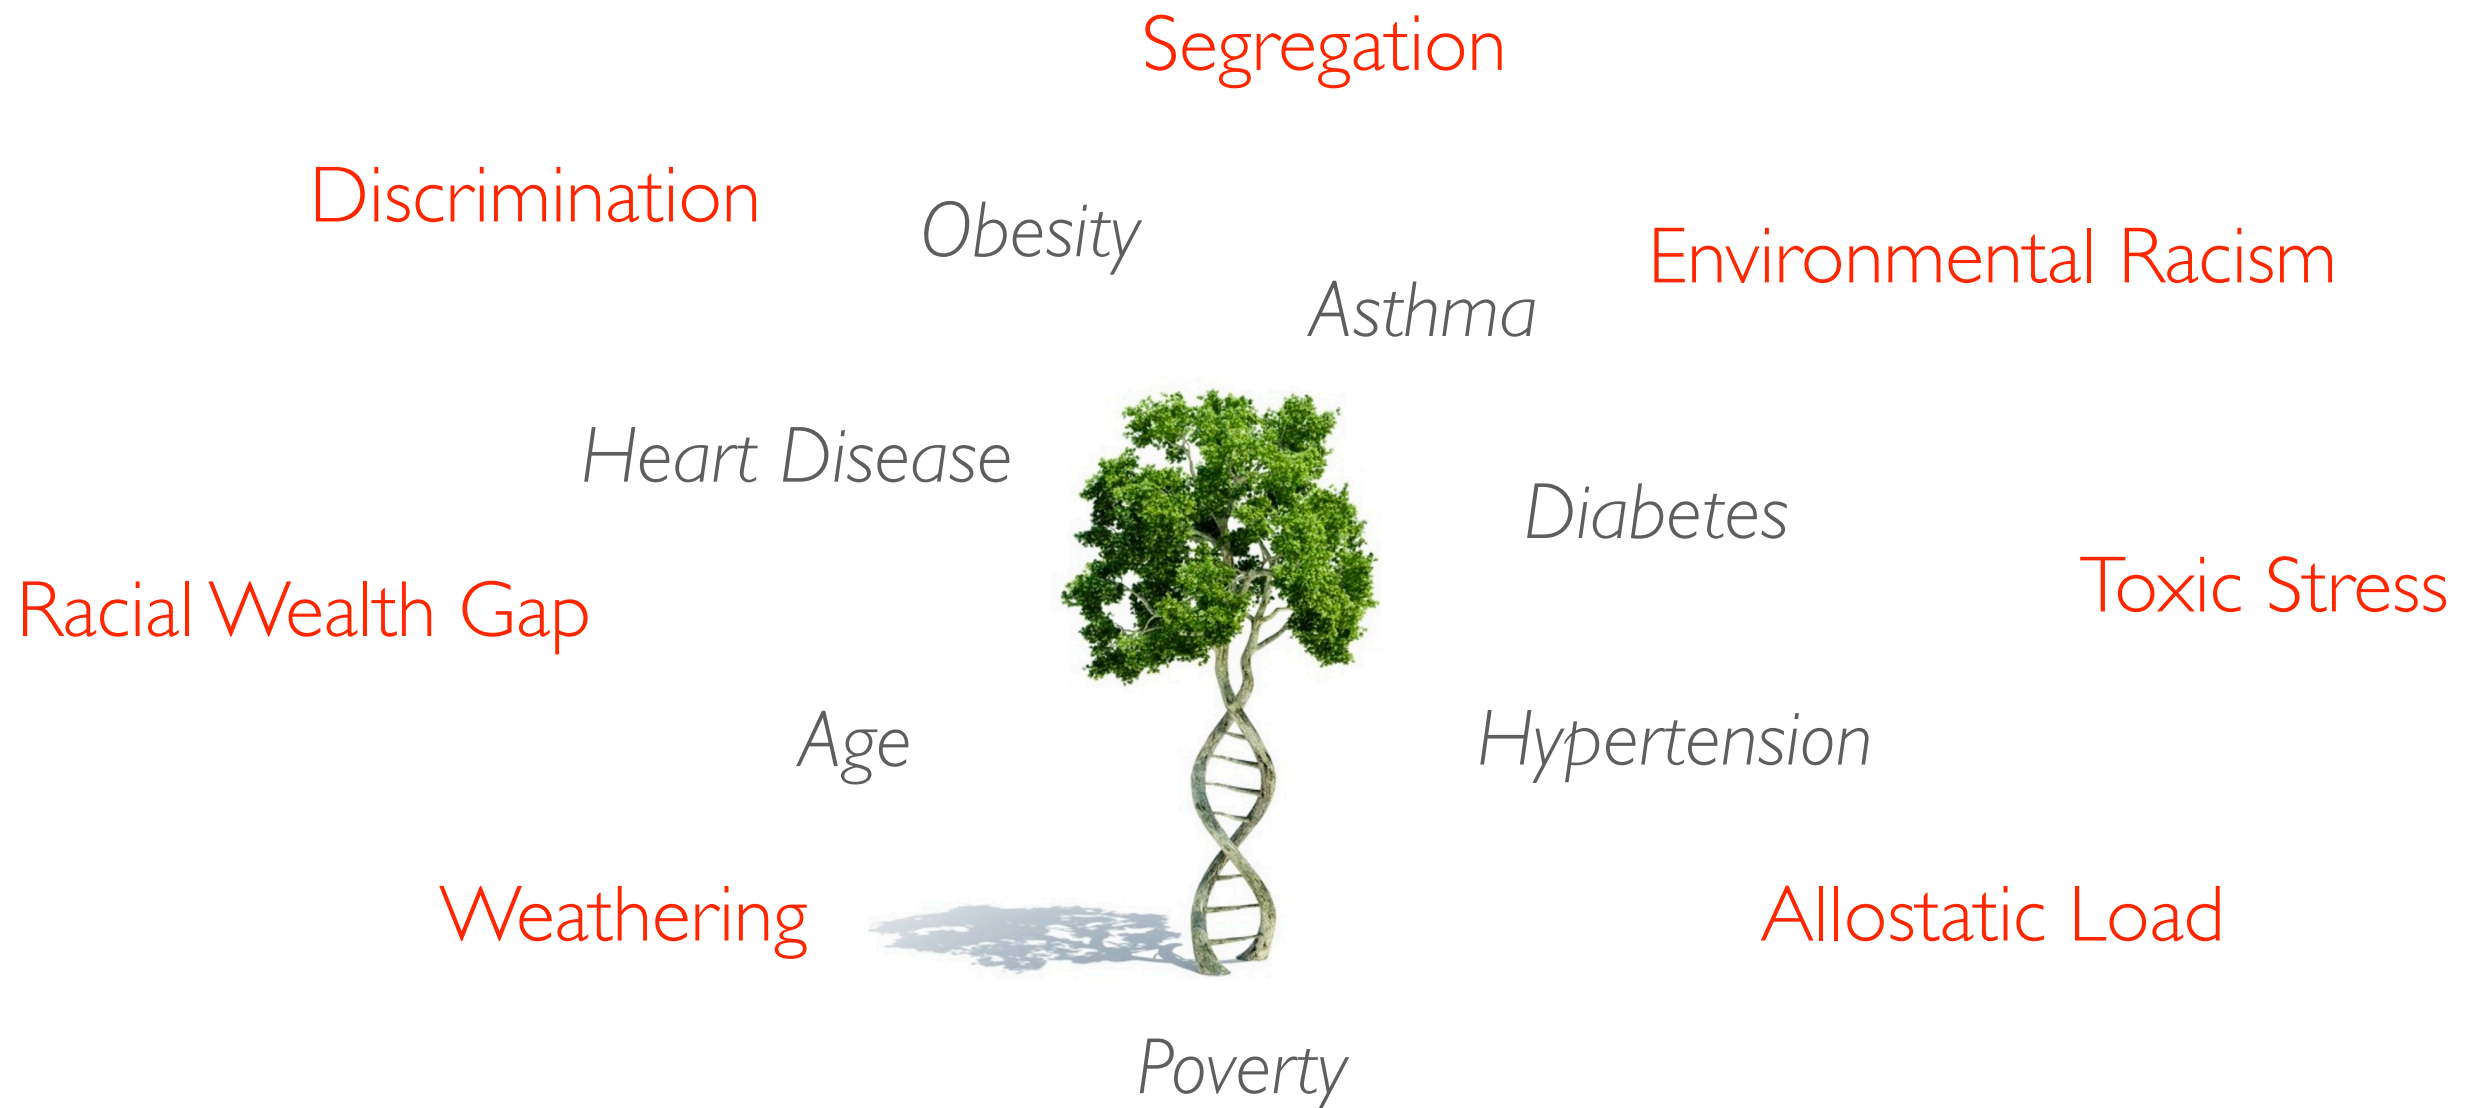 Segregation
Discrimination
Obesity
Environmental Racism
Asthma
Heart Disease
Diabetes
Toxic Stress
Racial Wealth Gap
Age
Hypertension
Weathering
Allostatic Load
Poverty